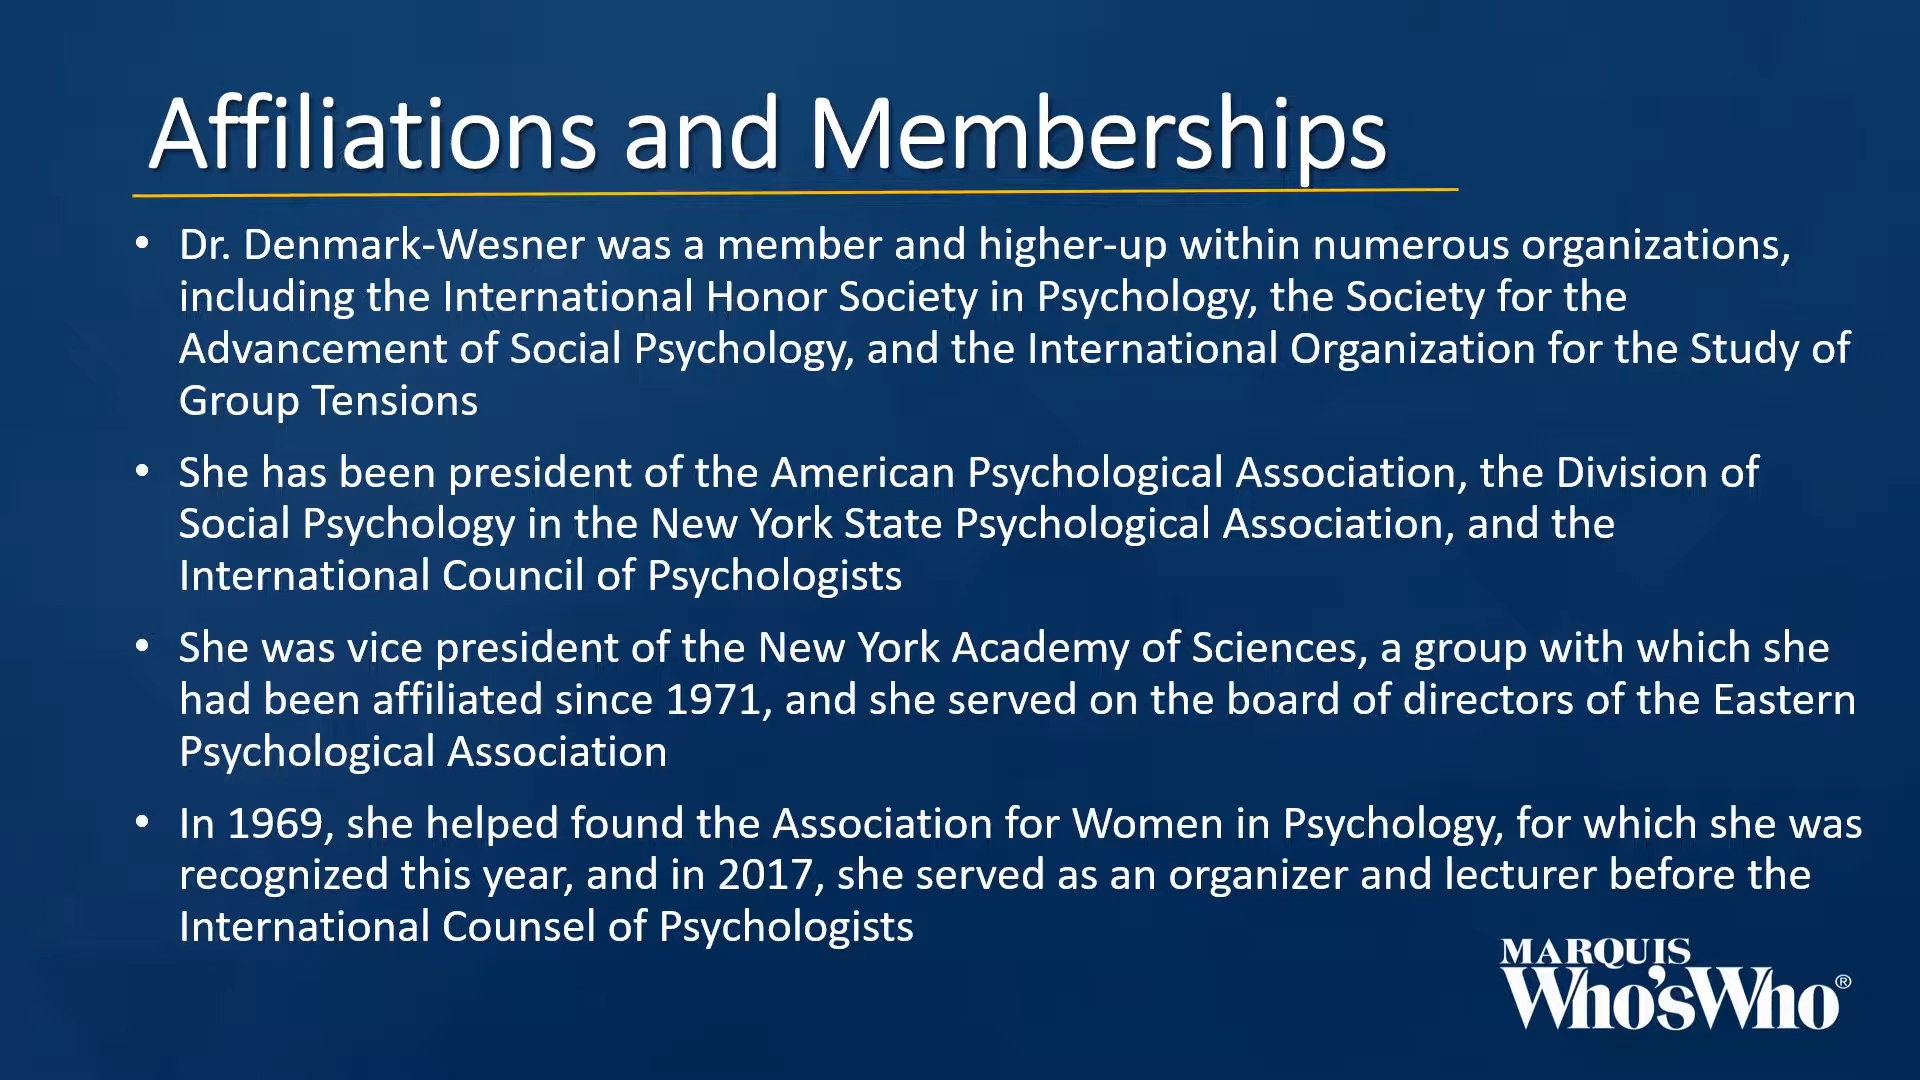 Affiliations and Memberships
• Dr. Denmark-Wesner was a member and higher-up within numerous organizations,
including the International Honor Society in Psychology, the Society for the
Advancement of Social Psychology, and the International Organization for the Study of
Group Tensions
• She has been president of the American Psychological Association, the Division of
Social Psychology in the New York State Psychological Association, and the
International Council of Psychologists
• She was vice president of the New York Academy of Sciences, a group with which she
had been affiliated since 1971, and she served on the board of directors of the Eastern
Psychological Association
• In 1969, she helped found the Association for Women in Psychology, for which she was
recognized this year, and in 2017, she served as an organizer and lecturer before the
International Counsel of Psychologists
MARQUIS
Who'sWho®